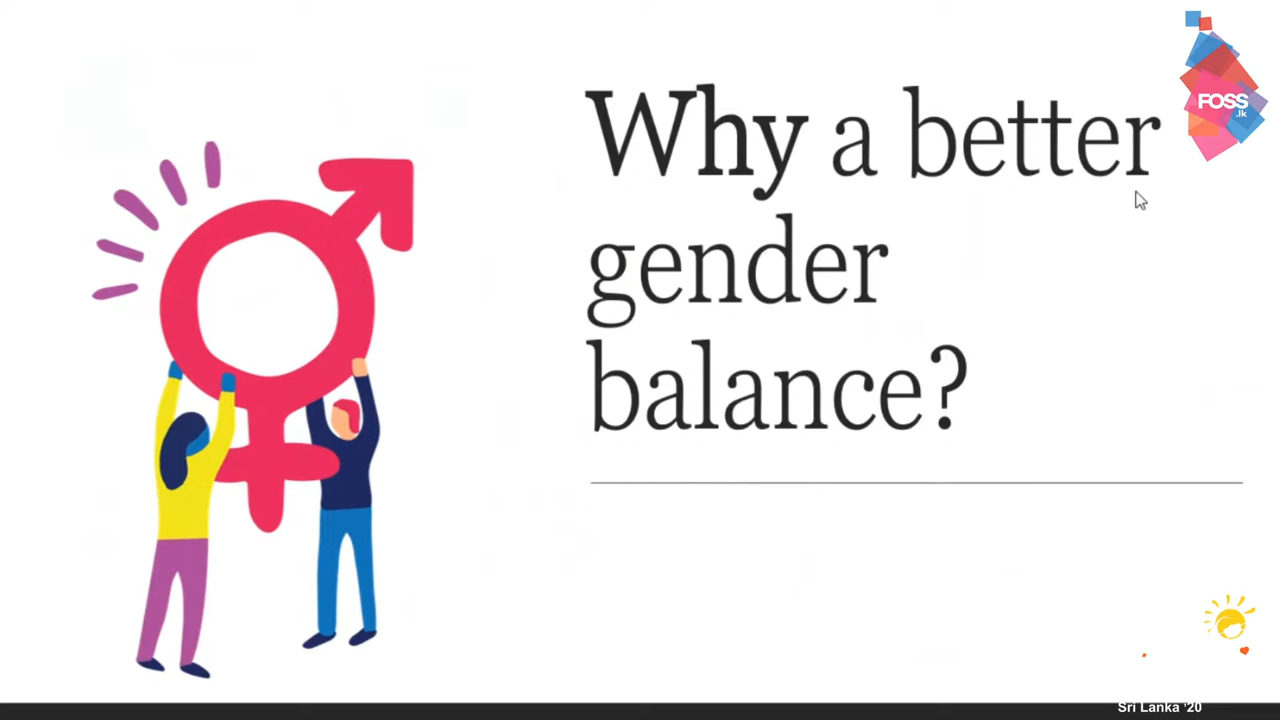 Why a better
gender
balance?
FOSS
.lk
Sri Lanka '20